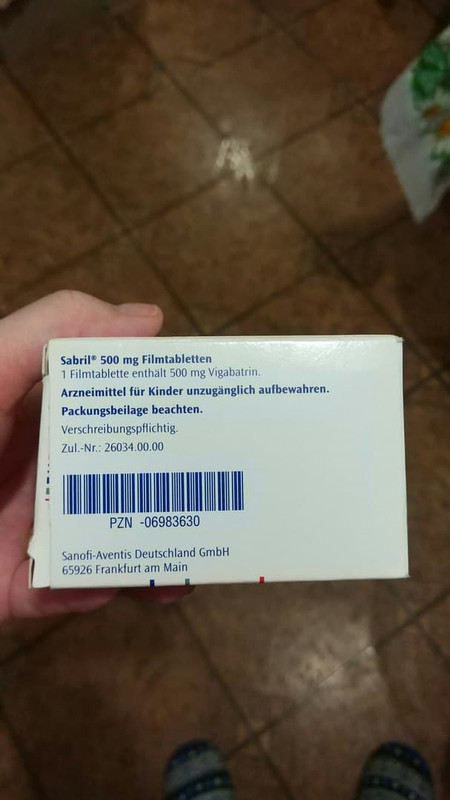 Sabril® 500 mg Filmtabletten
1 Filmtablette enthält 500 mg Vigabatrin.
Arzneimittel für Kinder unzugänglich aufbewahren.
Packungsbeilage beachten.
Verschreibungspflichtig.
Zul.-Nr.: 26034.00.00
PZN -06983630
Sanofi-Aventis Deutschland GmbH
65926 Frankfurt am Main